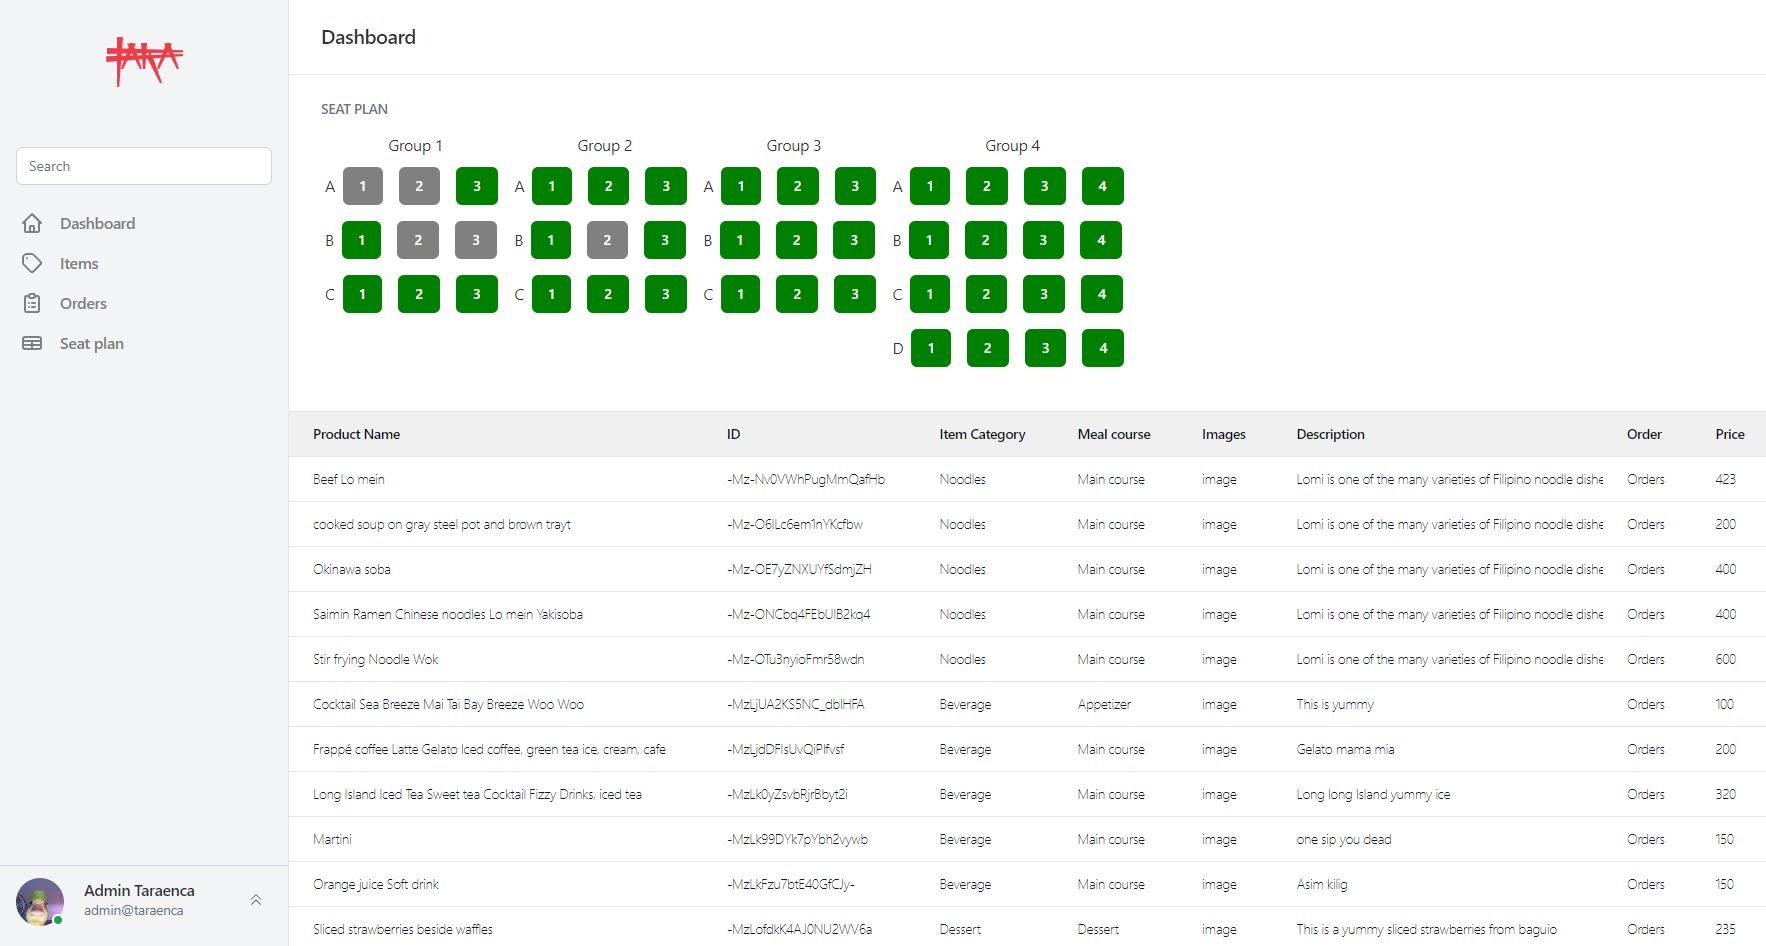 TARA
Dashboard
Search
Dashboard
Items
Orders
Seat plan
SEAT PLAN
Group 1 Group 2 Group 3 Group 4
A 1 2 3 A 1 2 3 A 1 2 3 A 1 2 3 4
B 1 2 3 B 1 2 3 B 1 2 3 B 1 2 3 4
C 1 2 3 C 1 2 3 C 1 2 3 C 1 2 3 4
D 1 2 3 4
Product Name ID Item Category Meal course Images Description Order Price
Beef Lo mein -Mz-Nv0VWhPugMmQafHb Noodles Main course image Lomi is one of the many varieties of Filipino noodle dishe Orders 423
cooked soup on gray steel pot and brown trayt -Mz-O6ILc6em1nYKcfbw Noodles Main course image Lomi is one of the many varieties of Filipino noodle dishe Orders 200
Okinawa soba -Mz-OE7yZNXUYfSdmjZH Noodles Main course image Lomi is one of the many varieties of Filipino noodle dishe Orders 400
Saimin Ramen Chinese noodles Lo mein Yakisoba -Mz-ONCbq4FEbUIB2kq4 Noodles Main course image Lomi is one of the many varieties of Filipino noodle dishe Orders 400
Stir frying Noodle Wok -Mz-OTu3nyioFmr58wdn Noodles Main course image Lomi is one of the many varieties of Filipino noodle dishe Orders 600
Cocktail Sea Breeze Mai Tai Bay Breeze Woo Woo -MzLjUA2KS5NC_dblHFA Beverage Appetizer image This is yummy Orders 100
Frappé coffee Latte Gelato Iced coffee, green tea ice, cream, cafe -MzLjdDFIsUvQiPlfvsf Beverage Main course image Gelato mama mia Orders 200
Long Island Iced Tea Sweet tea Cocktail Fizzy Drinks, iced tea -MzLk0yZsvbRjrBbyt2i Beverage Main course image Long long Island yummy ice Orders 320
Martini -MzLk99DYk7pYbh2vywb Beverage Main course image one sip you dead Orders 150
Orange juice Soft drink -MzLkFzu7btE40GfCJy- Beverage Main course image Asim kilig Orders 150
Sliced strawberries beside waffles -MzLofdkK4AJ0NU2WV6a Dessert Dessert image This is a yummy sliced strawberries from baguio Orders 235
Admin Taraenca
admin@taraenca